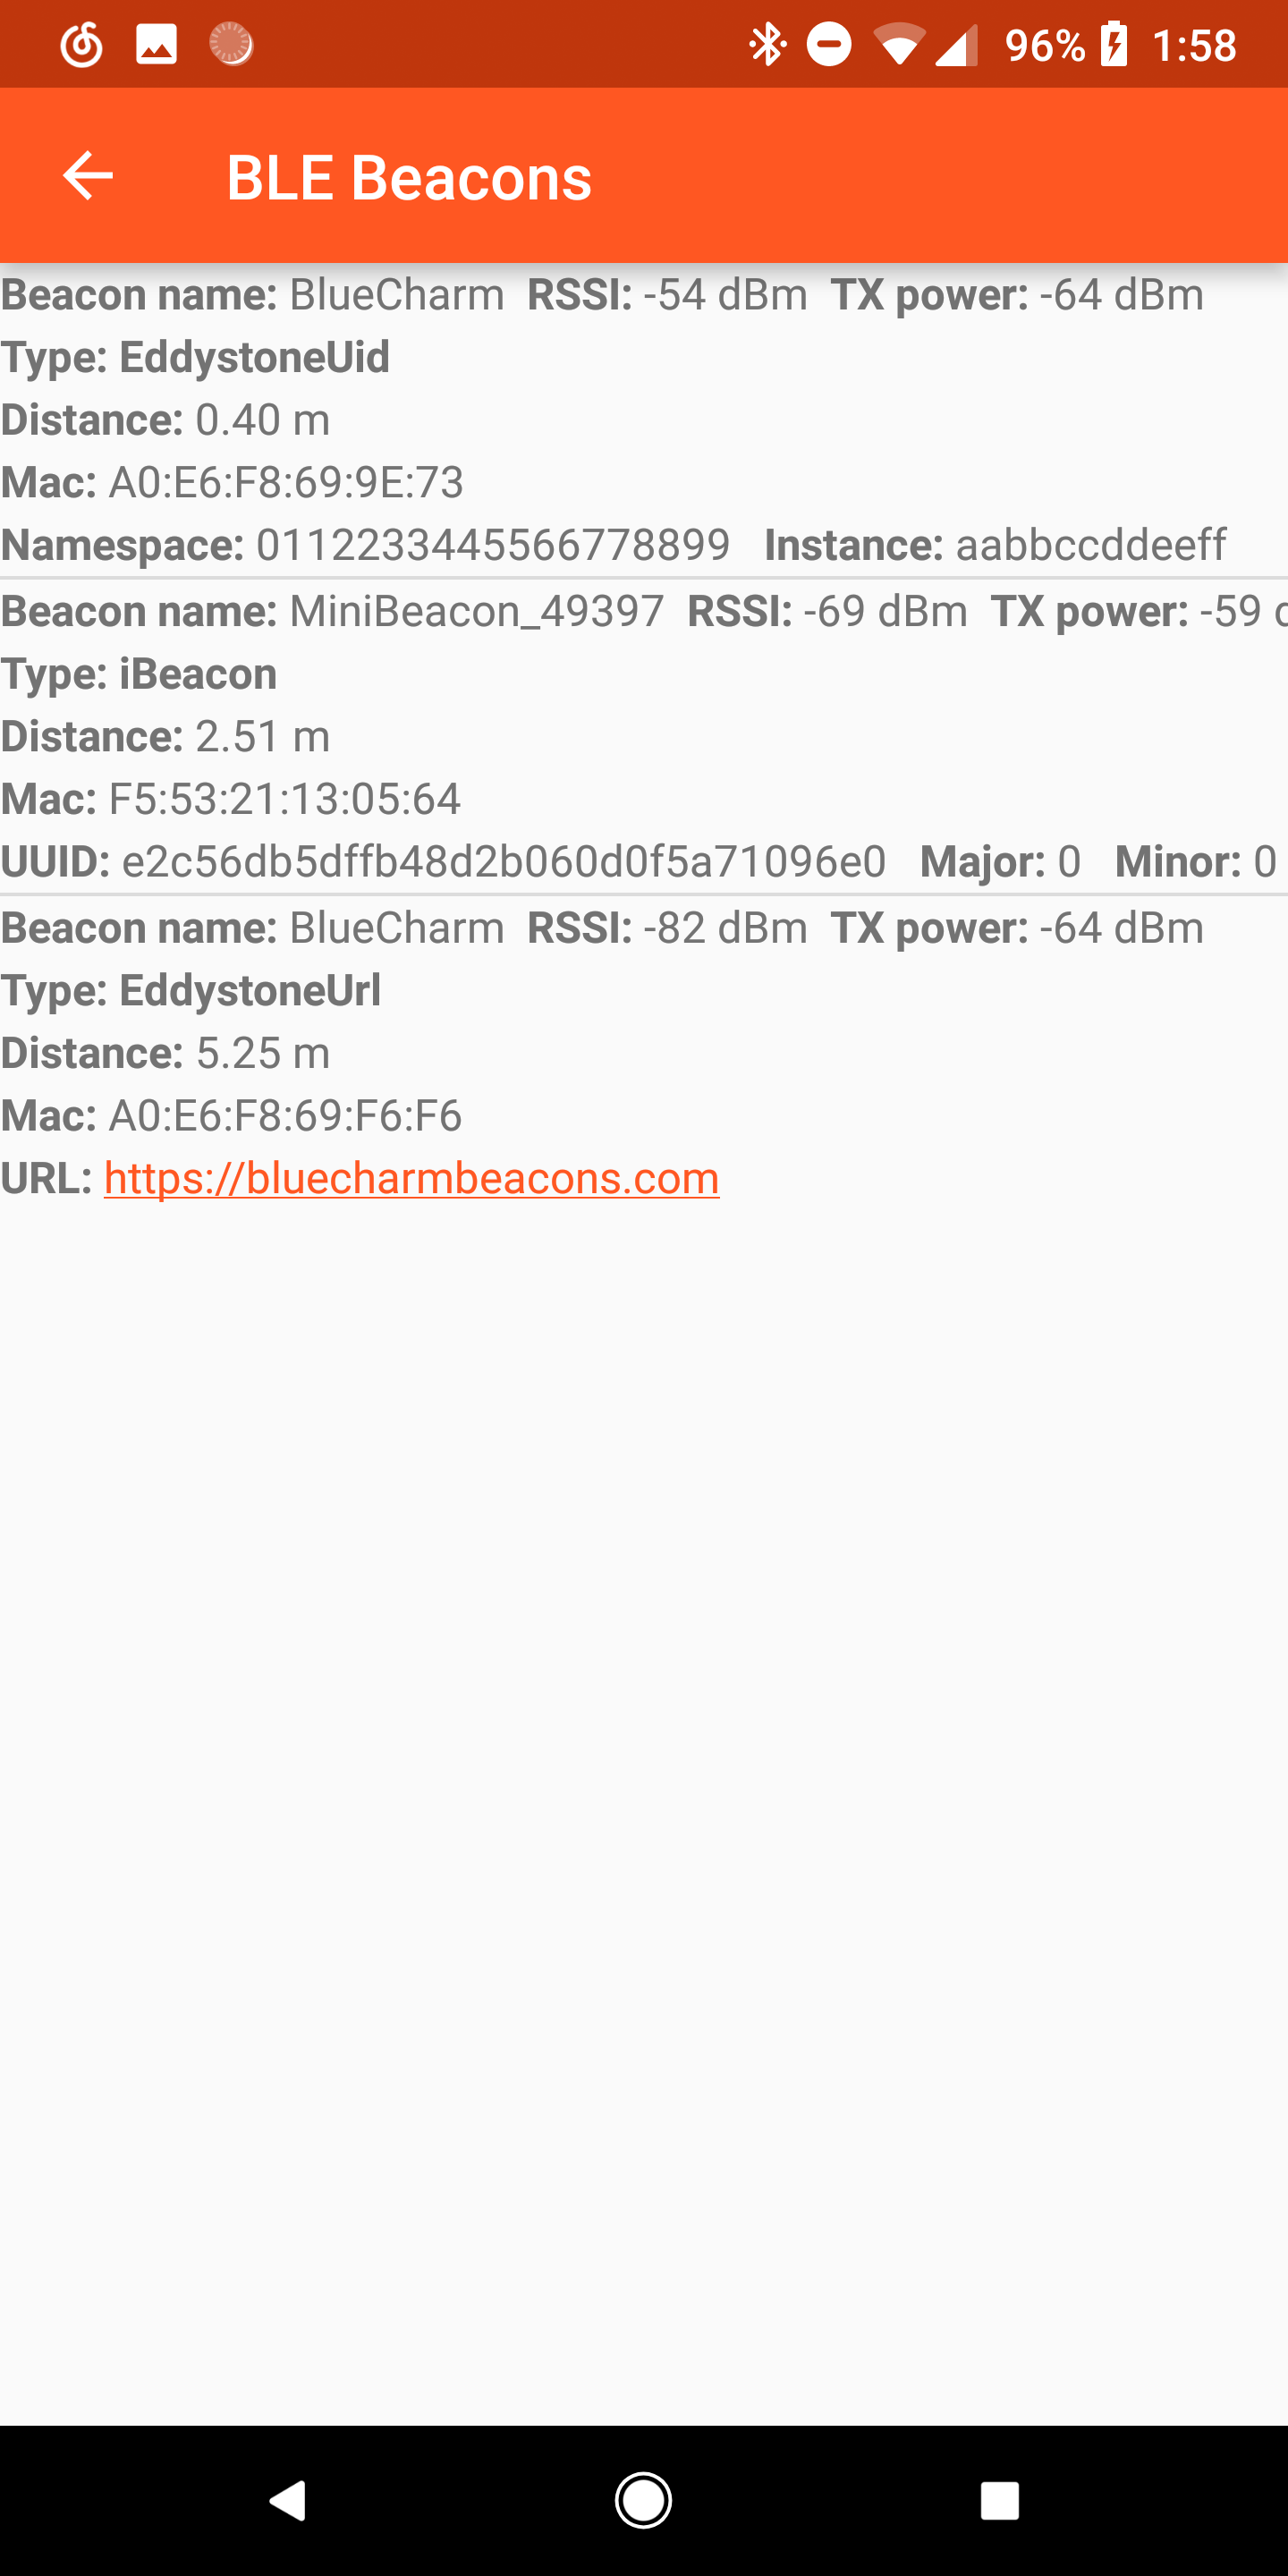 96% 1:58
BLE Beacons
Beacon name: BlueCharm RSSI: -54 dBm TX power: -64 dBm
Type: EddystoneUid
Distance: 0.40 m
Mac: A0:E6:F8:69:9E:73
Namespace: 01122334455566778899 Instance: aabbccddeeff
Beacon name: MiniBeacon_49397 RSSI: -69 dBm TX power: -59 d
Type: iBeacon
Distance: 2.51 m
Mac: F5:53:21:13:05:64
UUID: e2c56db5dffb48d2b060d0f5a71096e0 Major: 0 Minor: 0
Beacon name: BlueCharm RSSI: -82 dBm TX power: -64 dBm
Type: EddystoneUrl
Distance: 5.25 m
Mac: A0:E6:F8:69:F6:F6
URL: https://bluecharmbeacons.com